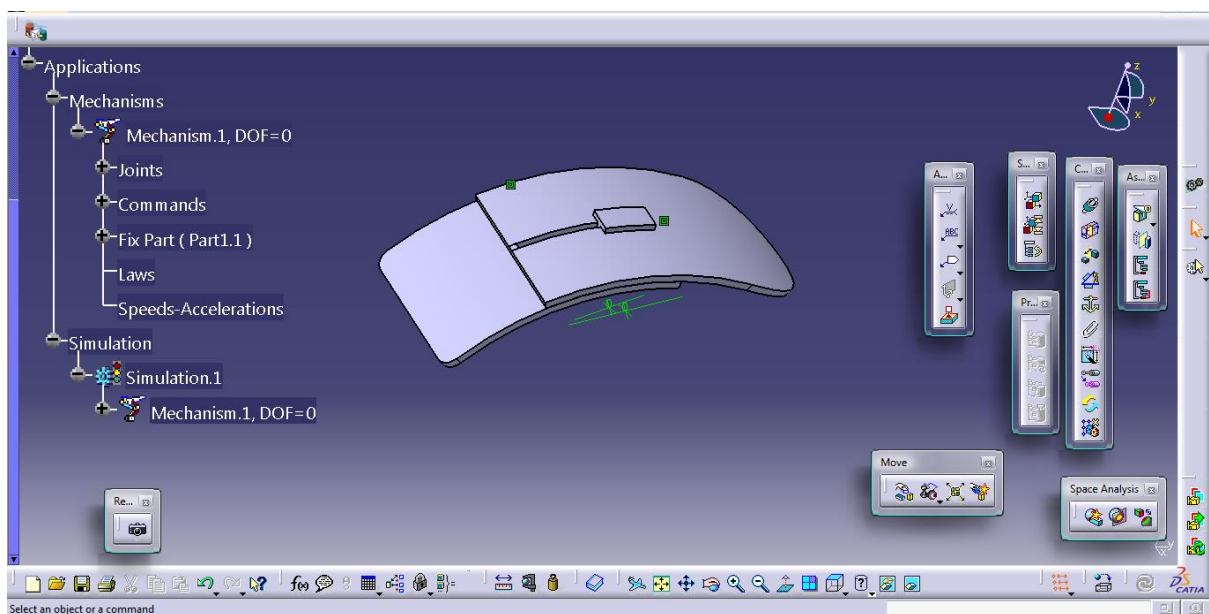 Applications
Mechanisms
Mechanism.1, DOF=0
Joints
Commands
Fix Part ( Part1.1 )
Laws
Speeds-Accelerations
Simulation
Simulation.1
Mechanism.1, DOF=0
z
y
x
A...
S...
C...
As...
ABC
Pr...
Move
Space Analysis
Re...
f(x)
CATIA
Select an object or a command